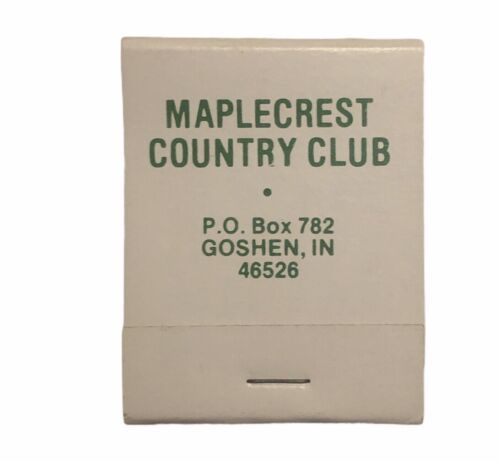 MAPLECREST
COUNTRY CLUB
•
P.O. Box 782
GOSHEN, IN
46526